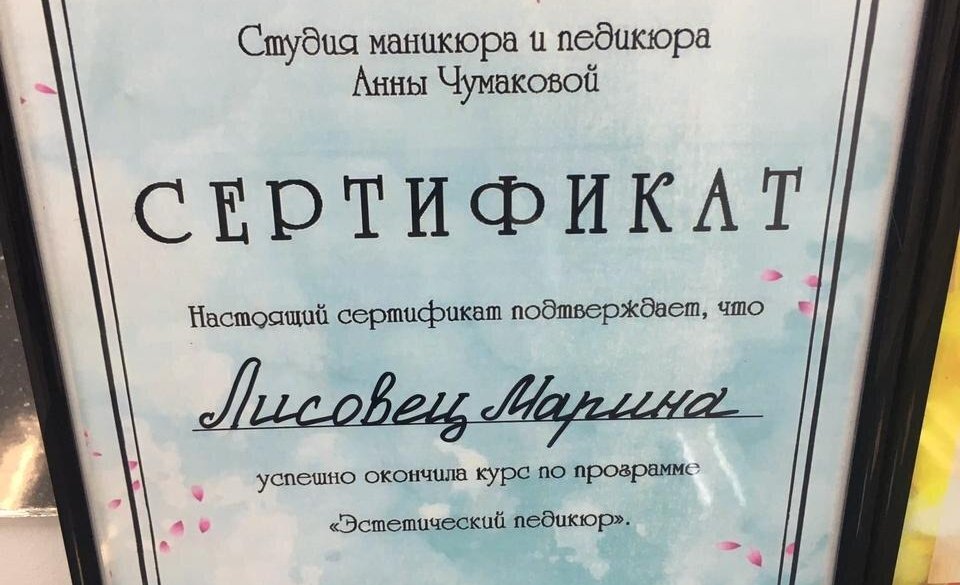 Студия маникюра и педикюра
Анны Чумаковой
СЕРТИФИКАТ
Настоящий сертификат подтверждает, что
Лисовец Марина
успешно окончила курс по программе
«Эстетический педикюр».